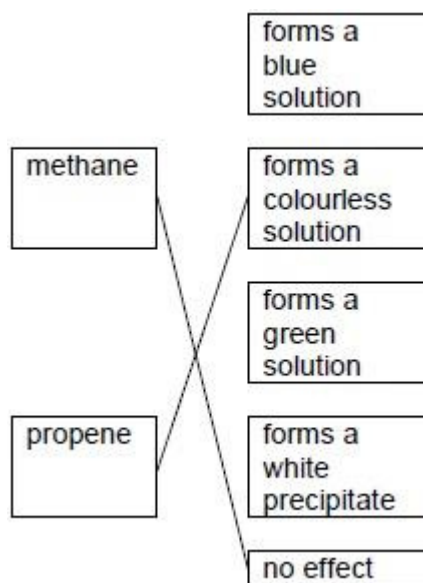 forms a
blue
solution
methane
forms a
colourless
solution
forms a
green
solution
propene
forms a
white
precipitate
no effect